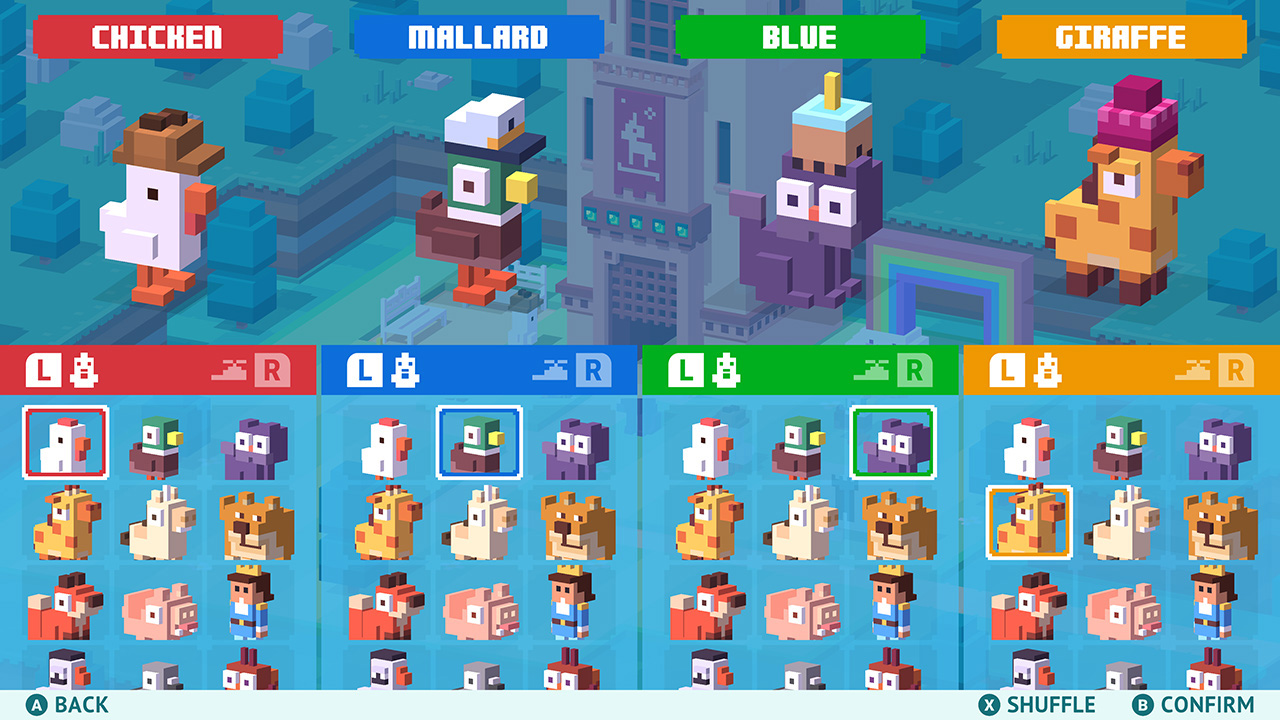 CHICKEN
MALLARD
BLUE
GIRAFFE
L R
L R
L R
L R
A BACK
X SHUFFLE B CONFIRM